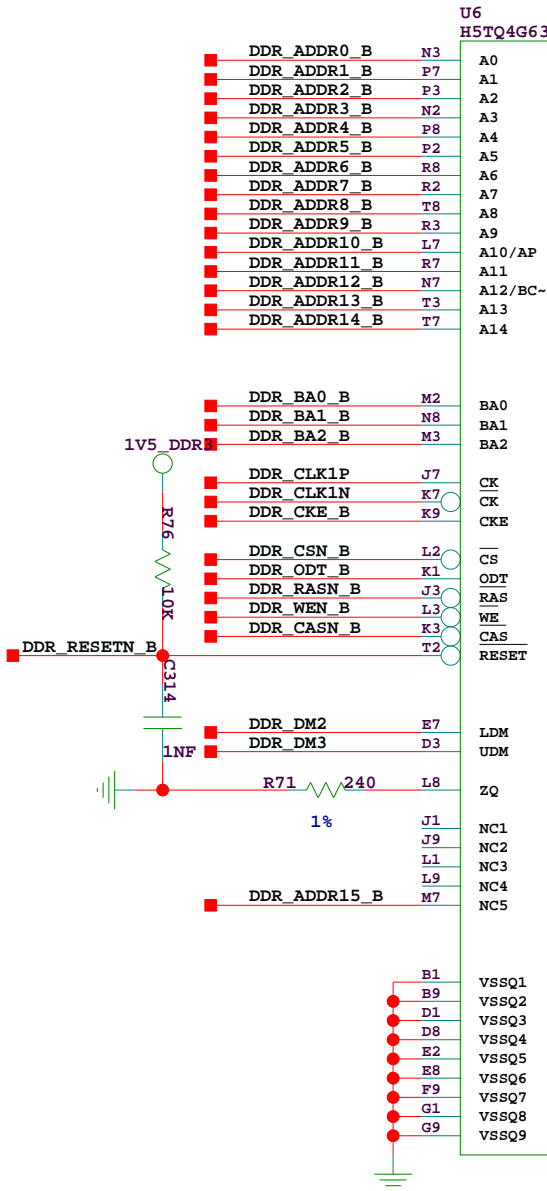 U6
H5TQ4G63
DDR_ADDR0_B N3 A0
DDR_ADDR1_B P7 A1
DDR_ADDR2_B P3 A2
DDR_ADDR3_B N2 A3
DDR_ADDR4_B P8 A4
DDR_ADDR5_B P2 A5
DDR_ADDR6_B R8 A6
DDR_ADDR7_B R2 A7
DDR_ADDR8_B T8 A8
DDR_ADDR9_B R3 A9
DDR_ADDR10_B L7 A10/AP
DDR_ADDR11_B R7 A11
DDR_ADDR12_B N7 A12/BC~
DDR_ADDR13_B T3 A13
DDR_ADDR14_B T7 A14
DDR_BA0_B M2 BA0
DDR_BA1_B N8 BA1
DDR_BA2_B M3 BA2
1V5_DDR3
DDR_CLK1P J7 CK
DDR_CLK1N K7 CK
DDR_CKE_B K9 CKE
R76
DDR_CSN_B L2 CS
DDR_ODT_B K1 ODT
DDR_RASN_B J3 RAS
10K
DDR_WEN_B L3 WE
DDR_CASN_B K3 CAS
DDR_RESETN_B T2 RESET
C314
DDR_DM2 E7 LDM
1NF DDR_DM3 D3 UDM
R71 240 L8 ZQ
1%
J1 NC1
J9 NC2
L1 NC3
L9 NC4
DDR_ADDR15_B M7 NC5
B1 VSSQ1
B9 VSSQ2
D1 VSSQ3
D8 VSSQ4
E2 VSSQ5
E8 VSSQ6
F9 VSSQ7
G1 VSSQ8
G9 VSSQ9